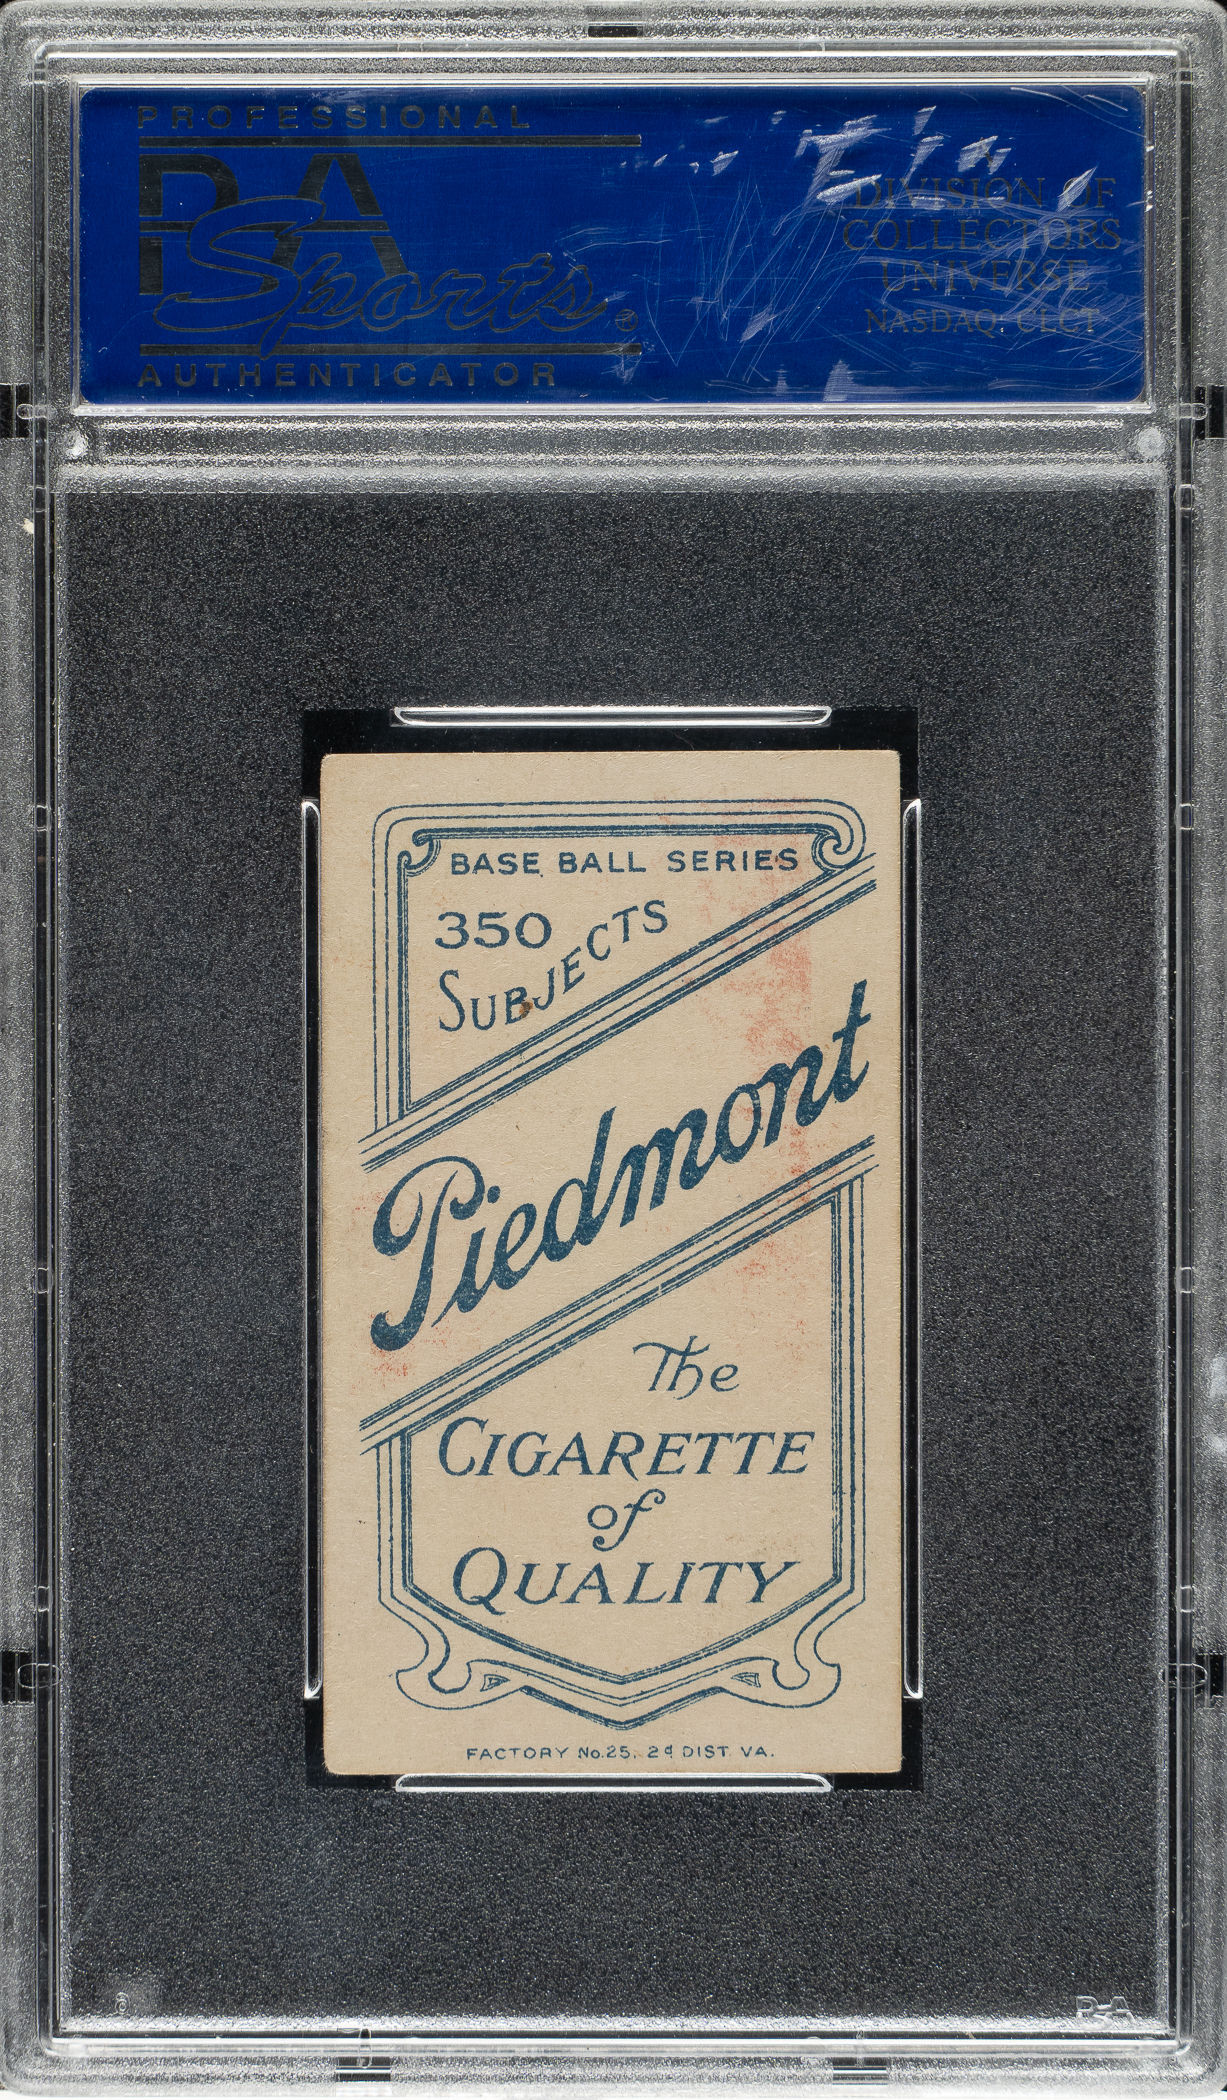 PROFESSIONAL
PSA
Sports
®
AUTHENTICATOR
A
DIVISION OF
COLLECTORS
UNIVERSE
NASDAQ: CLCT
BASE BALL SERIES
350
SUBJECTS
Piedmont
The
CIGARETTE
of
QUALITY
FACTORY No.25, 2d DIST. VA.
PSA